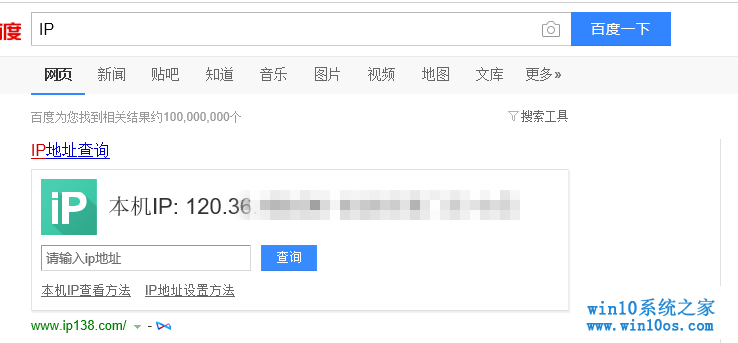 百度
IP
百度一下
网页 新闻 贴吧 知道 音乐 图片 视频 地图 文库 更多»
百度为您找到相关结果约100,000,000个
搜索工具
IP地址查询
iP
本机IP: 120.36.
请输入ip地址
查询
本机IP查看方法 IP地址设置方法
www.ip138.com/ -
win10系统之家
www.win10os.com